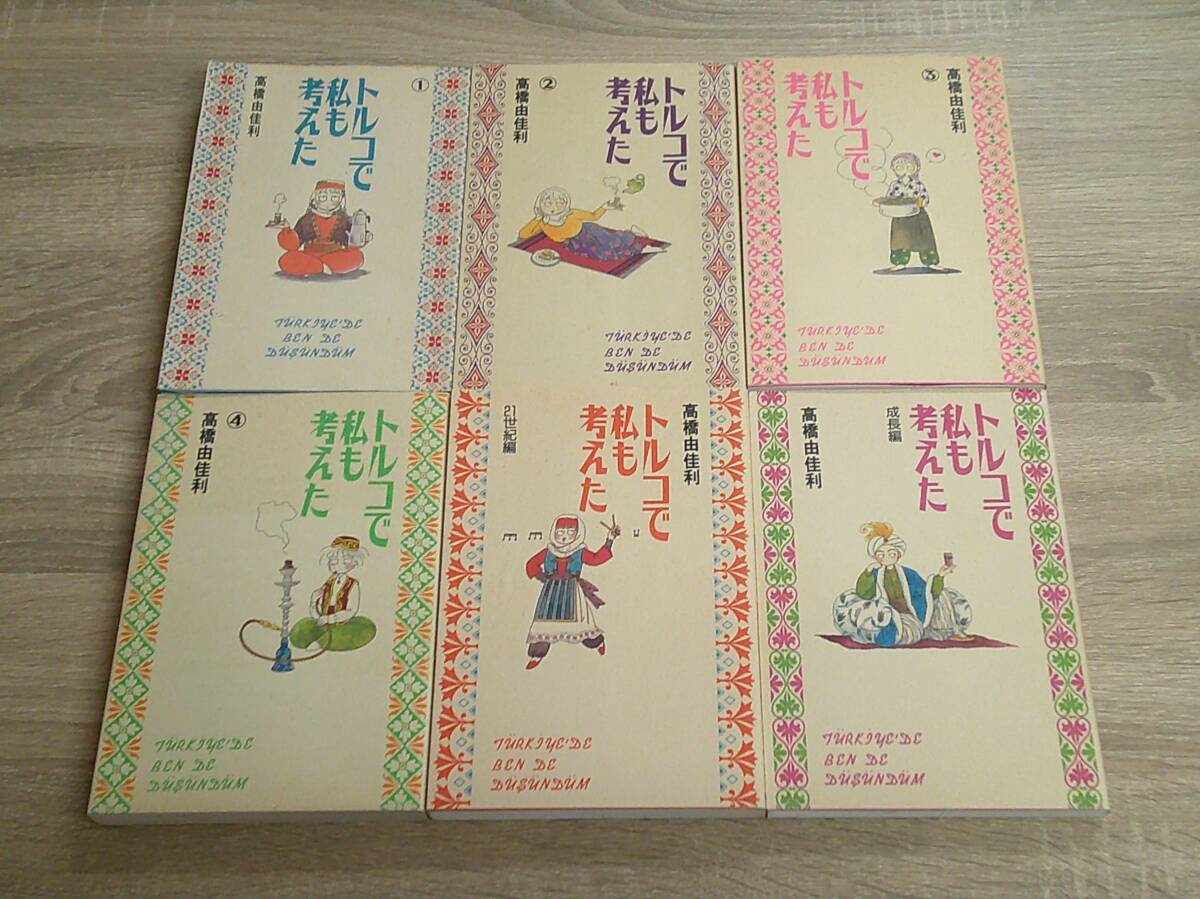 トルコで
私も
考えた
①
高橋由佳利
TÜRKİYE'DE
BEN DE
DÜŞÜNDÜM
トルコで
私も
考えた
②
高橋由佳利
TÜRKİYE'DE
BEN DE
DÜŞÜNDÜM
③
高橋由佳利
トルコで
私も
考えた
TÜRKİYE'DE
BEN DE
DÜŞÜNDÜM
トルコで
私も
考えた
④
高橋由佳利
TÜRKİYE'DE
BEN DE
DÜŞÜNDÜM
高橋由佳利
トルコで
私も
考えた
21世紀編
TÜRKİYE'DE
BEN DE
DÜŞÜNDÜM
トルコで
私も
考えた
成長編
高橋由佳利
TÜRKİYE'DE
BEN DE
DÜŞÜNDÜM